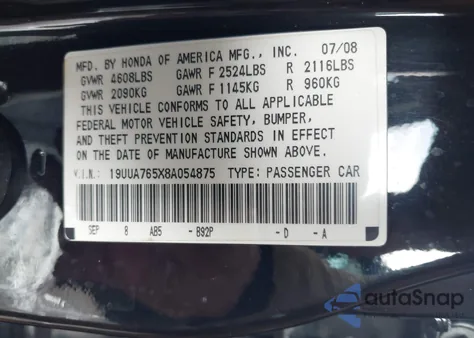 MFD. BY HONDA OF AMERICA MFG., INC. 07/08
GVWR 4608LBS GAWR F 2524LBS R 2116LBS
GVWR 2090KG GAWR F 1145KG R 960KG
THIS VEHICLE CONFORMS TO ALL APPLICABLE
FEDERAL MOTOR VEHICLE SAFETY, BUMPER,
AND THEFT PREVENTION STANDARDS IN EFFECT
ON THE DATE OF MANUFACTURE SHOWN ABOVE.
V.I.N.: 19UUA765X8A054875 TYPE: PASSENGER CAR
SEP 8 AB5 -B92P -D -A
autoSnap